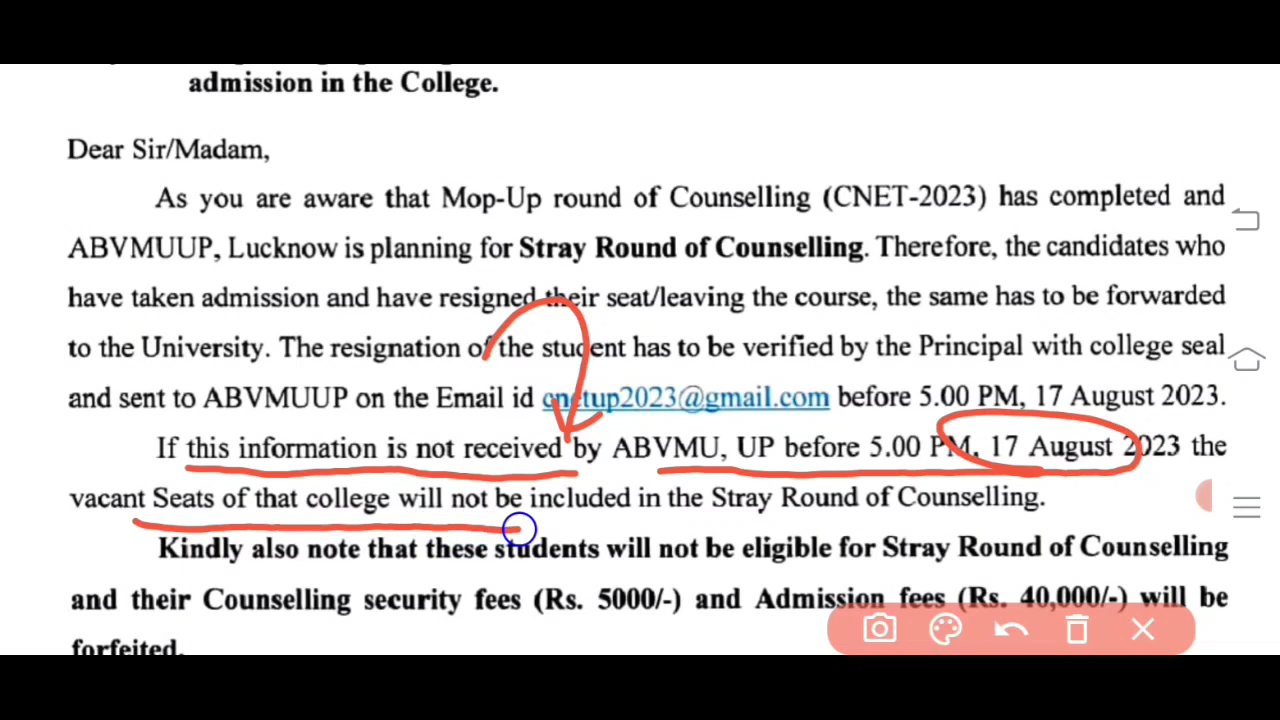 admission in the College.
Dear Sir/Madam,
As you are aware that Mop-Up round of Counselling (CNET-2023) has completed and
ABVMUUP, Lucknow is planning for Stray Round of Counselling. Therefore, the candidates who
have taken admission and have resigned their seat/leaving the course, the same has to be forwarded
to the University. The resignation of the student has to be verified by the Principal with college seal
and sent to ABVMUUP on the Email id cnetup2023@gmail.com before 5.00 PM, 17 August 2023.
If this information is not received by ABVMU, UP before 5.00 PM, 17 August 2023 the
vacant Seats of that college will not be included in the Stray Round of Counselling.
Kindly also note that these students will not be eligible for Stray Round of Counselling
and their Counselling security fees (Rs. 5000/-) and Admission fees (Rs. 40,000/-) will be
forfeited.